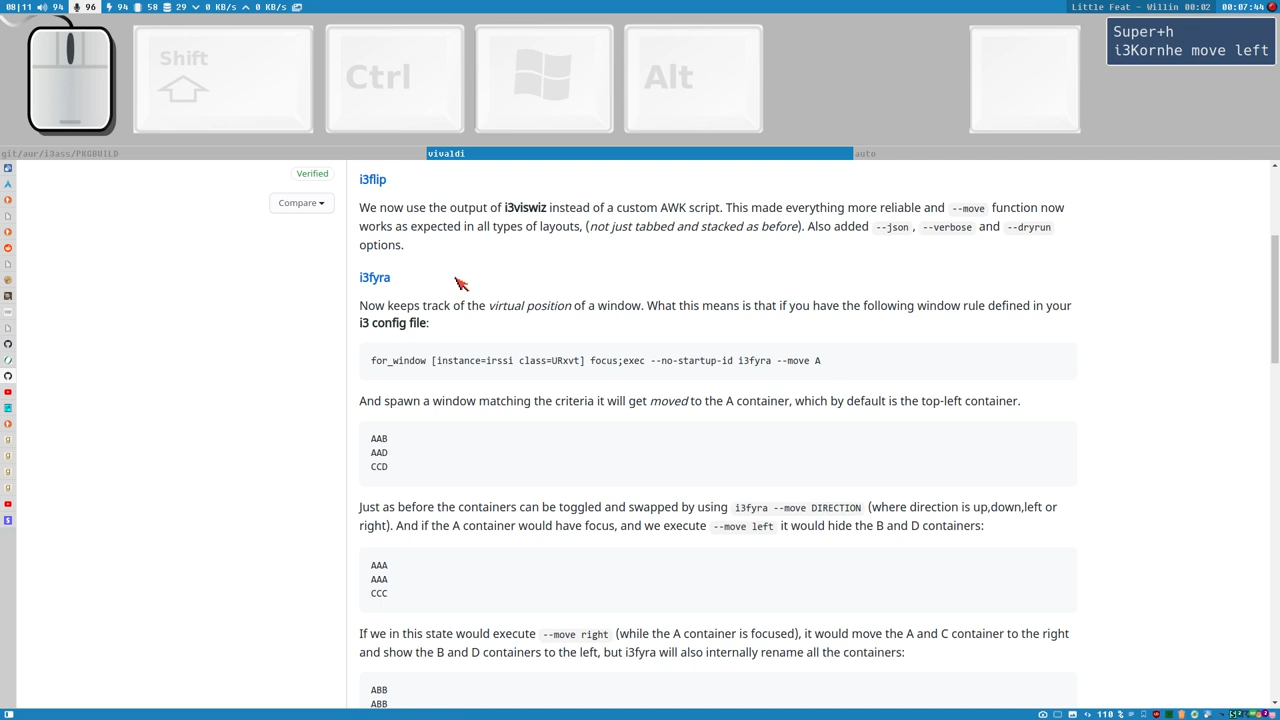 08|11 94 96 94 58 29 0 KB/s 0 KB/s
Little Feat - Willin 00:02 00:07:44
Super+h
i3Kornhe move left
Shift
Ctrl
Alt
git/aur/i3ass/PKGBUILD
vivaldi
auto
Verified
Compare
i3flip
We now use the output of i3viswiz instead of a custom AWK script. This made everything more reliable and --move function now
works as expected in all types of layouts, (not just tabbed and stacked as before). Also added --json , --verbose and --dryrun
options.
i3fyra
Now keeps track of the virtual position of a window. What this means is that if you have the following window rule defined in your
i3 config file:
for_window [instance=irssi class=URxvt] focus;exec --no-startup-id i3fyra --move A
And spawn a window matching the criteria it will get moved to the A container, which by default is the top-left container.
AAB
AAD
CCD
Just as before the containers can be toggled and swapped by using i3fyra --move DIRECTION (where direction is up,down,left or
right). And if the A container would have focus, and we execute --move left it would hide the B and D containers:
AAA
AAA
CCC
If we in this state would execute --move right (while the A container is focused), it would move the A and C container to the right
and show the B and D containers to the left, but i3fyra will also internally rename all the containers:
ABB
ABB
110 %